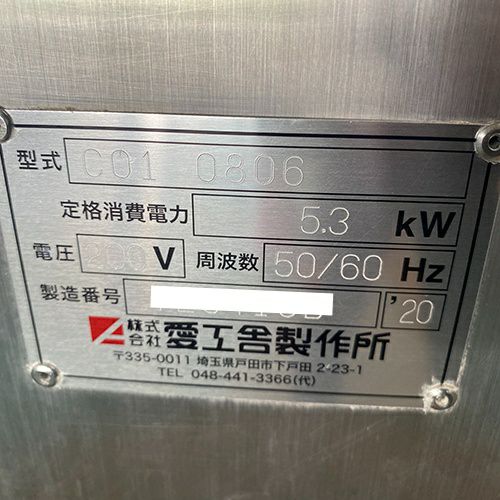 型式 C01 0806
定格消費電力 5.3 kW
電圧 200 V 周波数 50/60 Hz
製造番号 '20
株式会社 愛工舎製作所
〒335-0011 埼玉県戸田市下戸田 2-23-1
TEL 048-441-3366(代)